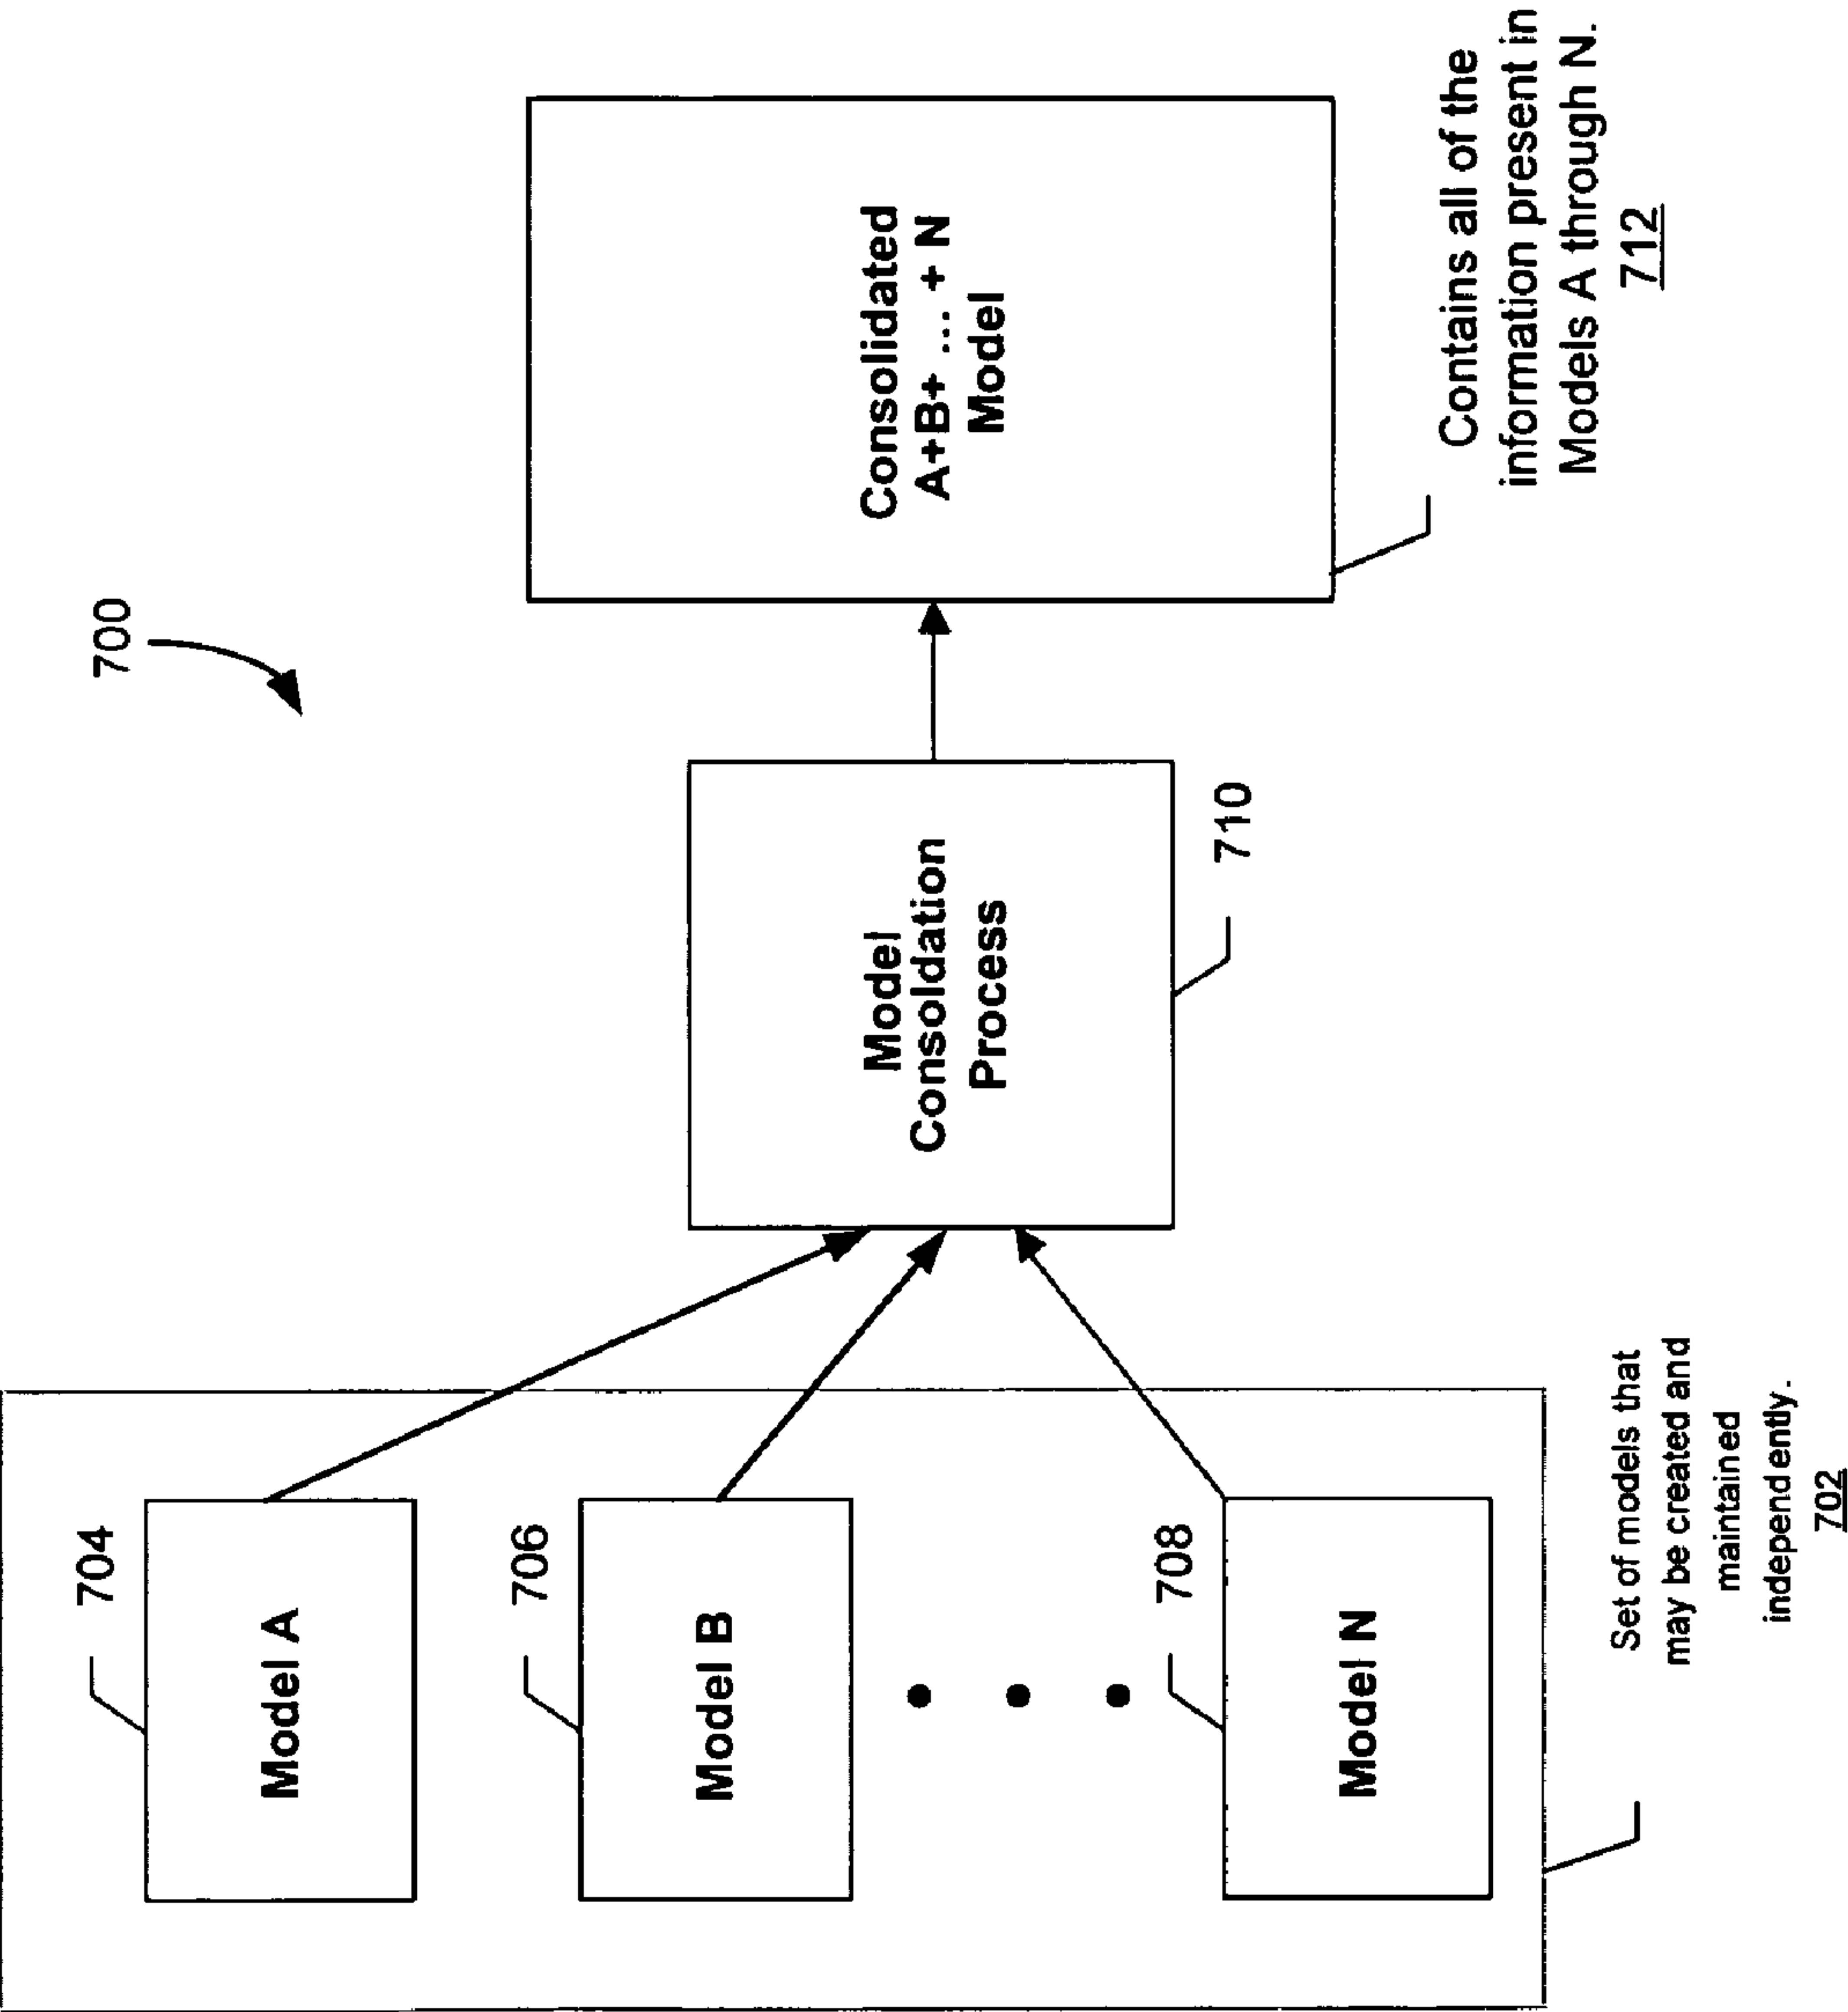 700
704
Model A
706
Model B
708
Model N
Set of models that
may be created and
maintained
independently.
702
Model
Consolidation
Process
710
Consolidated
A+B+ ... + N
Model
Contains all of the
information present in
Models A through N.
712